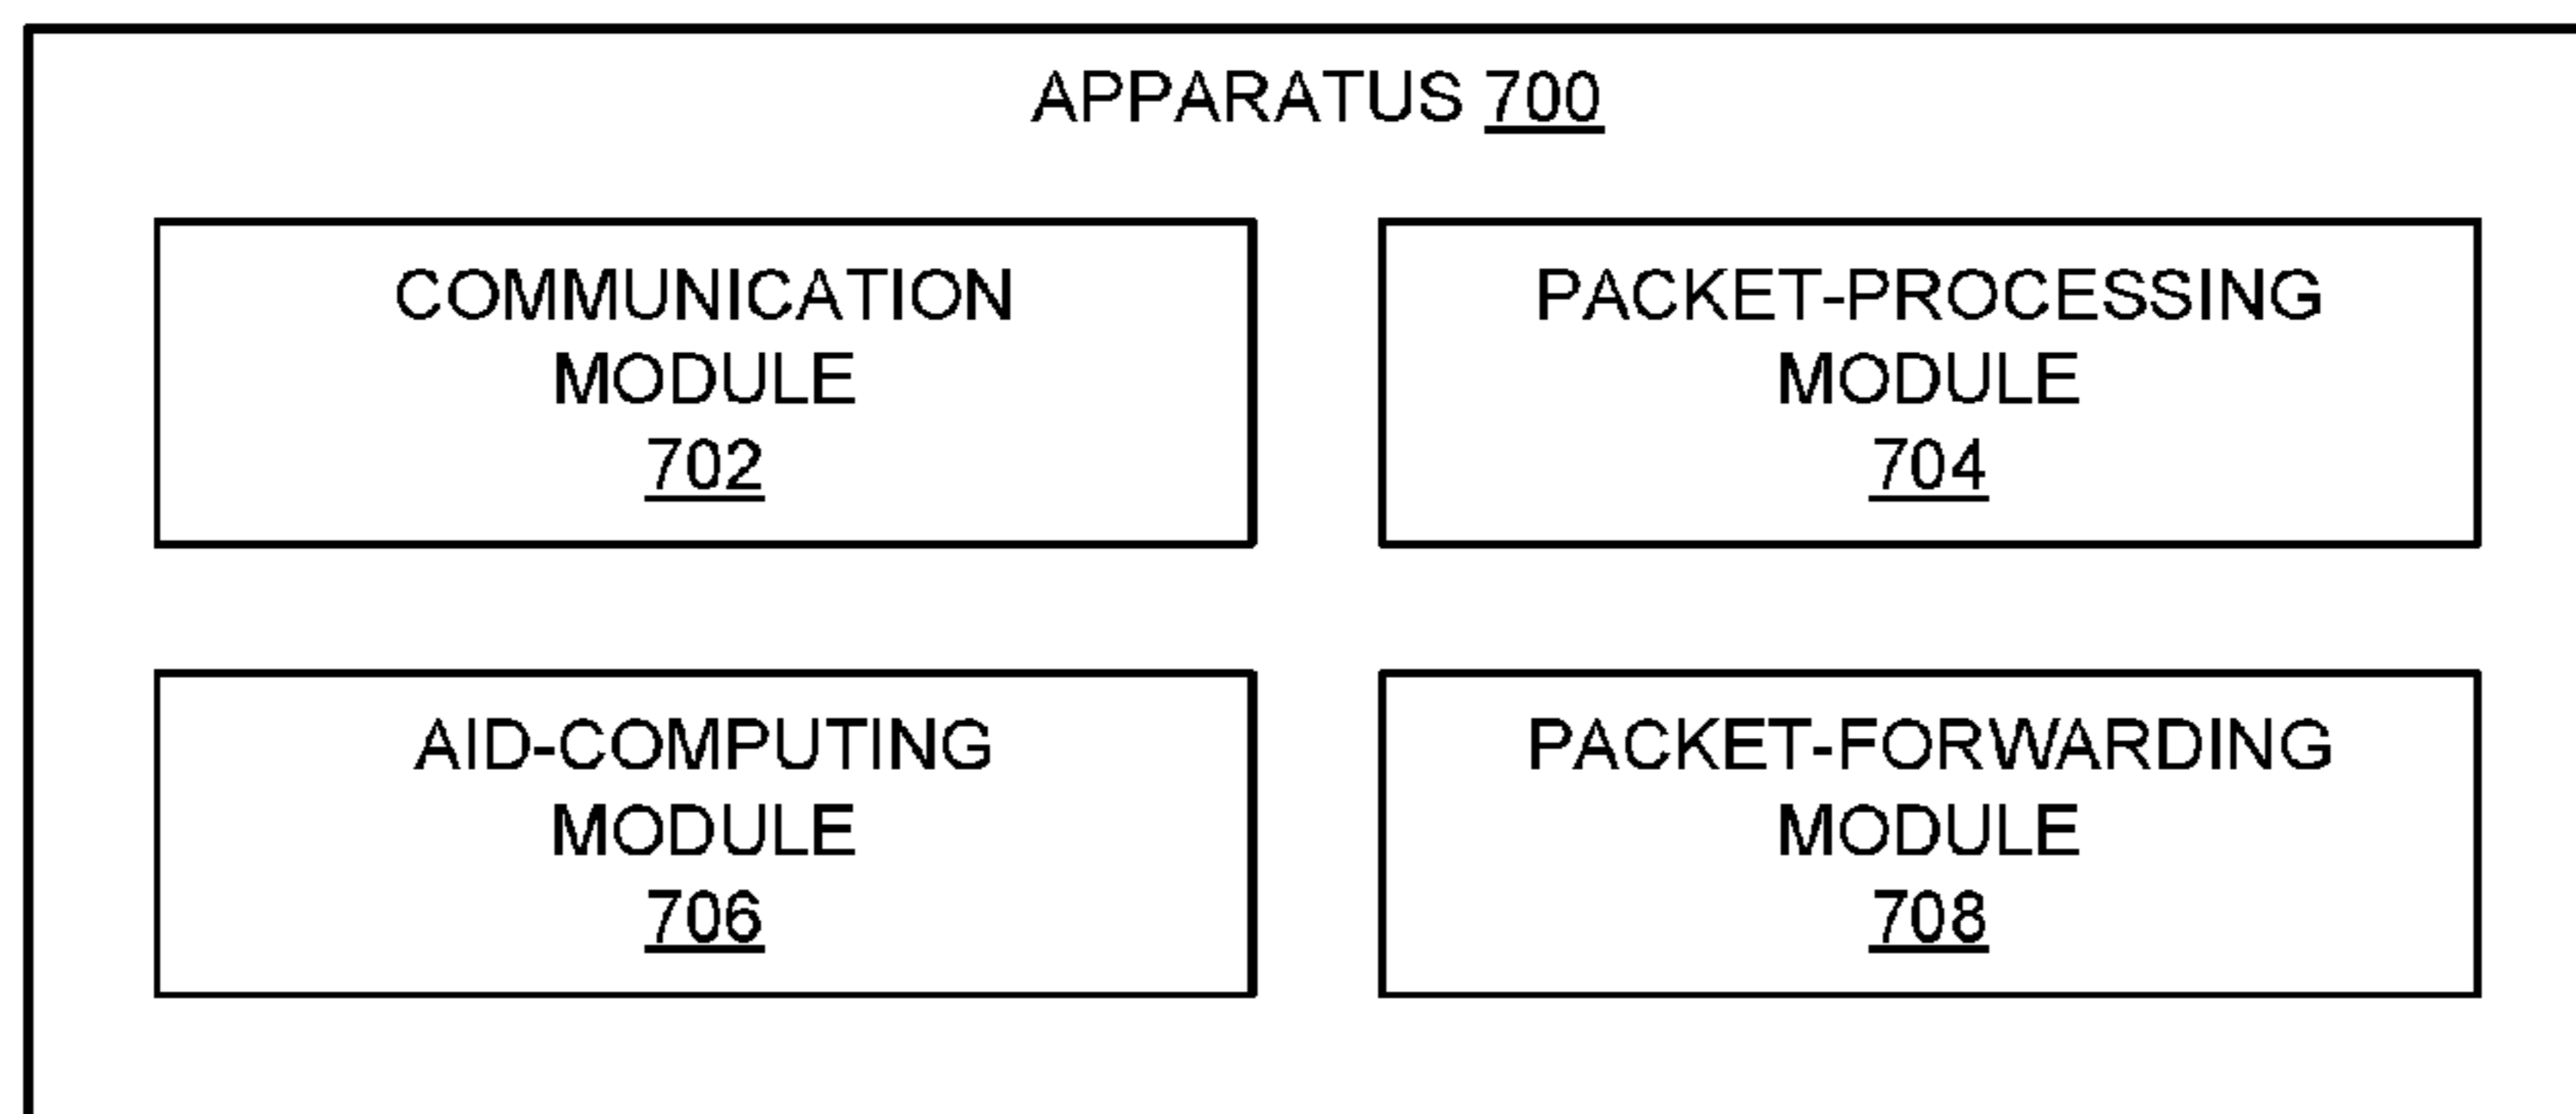 APPARATUS 700
COMMUNICATION
MODULE
702
PACKET-PROCESSING
MODULE
704
AID-COMPUTING
MODULE
706
PACKET-FORWARDING
MODULE
708